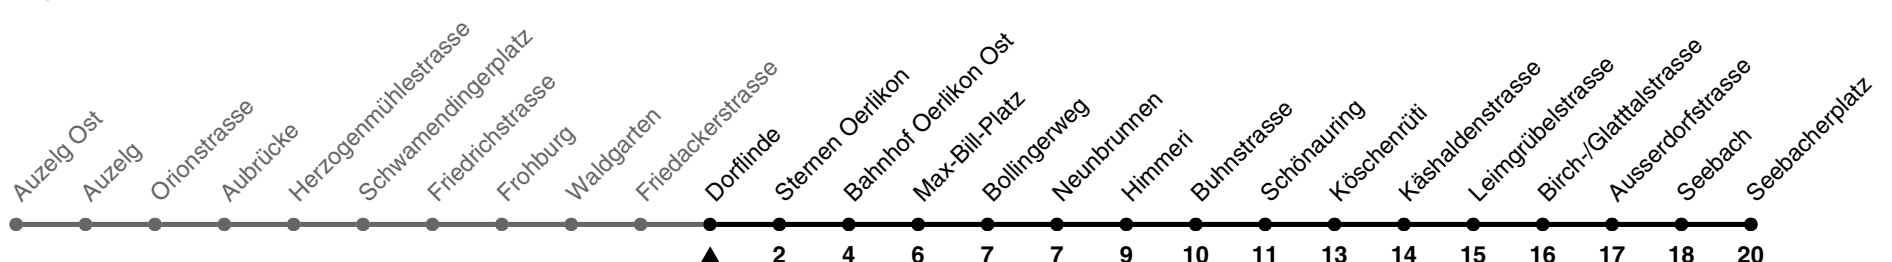 Auzelg Ost
Auzelg
Orionstrasse
Aubrücke
Herzogenmühlestrasse
Schwamendingerplatz
Friedrichstrasse
Frohburg
Waldgarten
Friedackerstrasse
Dorflinde
Sternen Oerlikon
Bahnhof Oerlikon Ost
Max-Bill-Platz
Bollingerweg
Neunbrunnen
Himmeri
Buhnstrasse
Schönauring
Köschenrüti
Käshaldenstrasse
Leimgrübelstrasse
Birch-/Glatttalstrasse
Ausserdorfstrasse
Seebach
Seebacherplatz
2 4 6 7 7 9 10 11 13 14 15 16 17 18 20